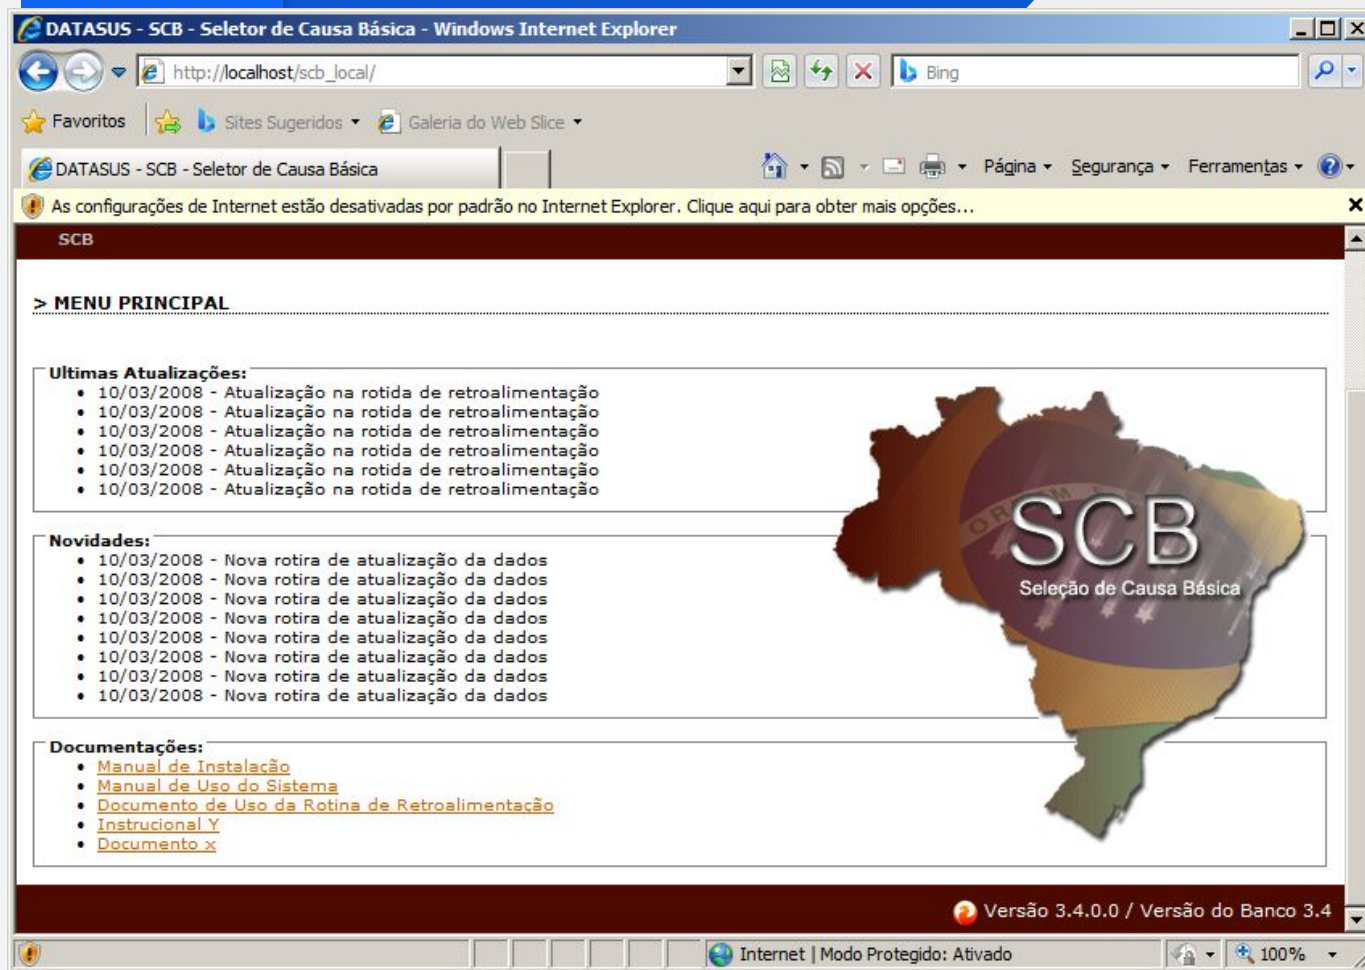 DATASUS - SCB - Seletor de Causa Básica - Windows Internet Explorer
http://localhost/scb_local/
Bing
Favoritos
Sites Sugeridos
Galeria do Web Slice
DATASUS - SCB - Seletor de Causa Básica
Página
Segurança
Ferramentas
As configurações de Internet estão desativadas por padrão no Internet Explorer. Clique aqui para obter mais opções...
SCB
> MENU PRINCIPAL
Ultimas Atualizações:
10/03/2008 - Atualização na rotida de retroalimentação
10/03/2008 - Atualização na rotida de retroalimentação
10/03/2008 - Atualização na rotida de retroalimentação
10/03/2008 - Atualização na rotida de retroalimentação
10/03/2008 - Atualização na rotida de retroalimentação
10/03/2008 - Atualização na rotida de retroalimentação
Novidades:
10/03/2008 - Nova rotira de atualização da dados
10/03/2008 - Nova rotira de atualização da dados
10/03/2008 - Nova rotira de atualização da dados
10/03/2008 - Nova rotira de atualização da dados
10/03/2008 - Nova rotira de atualização da dados
10/03/2008 - Nova rotira de atualização da dados
10/03/2008 - Nova rotira de atualização da dados
10/03/2008 - Nova rotira de atualização da dados
SCB
Seleção de Causa Básica
Documentações:
Manual de Instalação
Manual de Uso do Sistema
Documento de Uso da Rotina de Retroalimentação
Instrucional Y
Documento x
Versão 3.4.0.0 / Versão do Banco 3.4
Internet | Modo Protegido: Ativado
100%